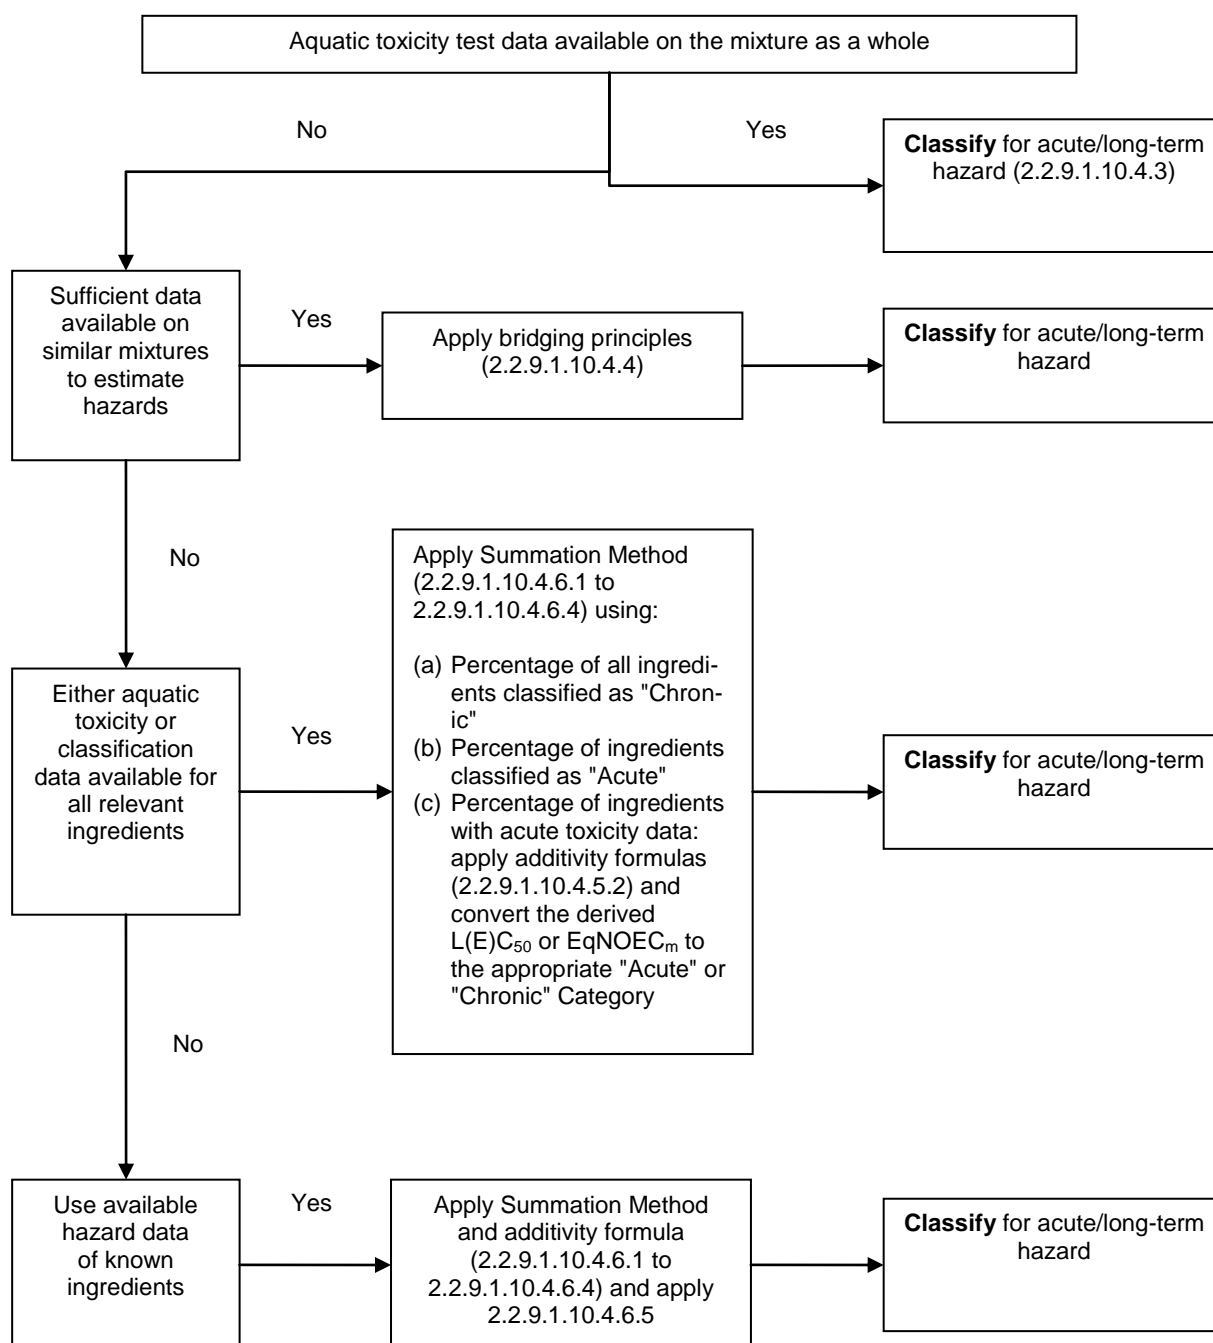 Aquatic toxicity test data available on the mixture as a whole
No
Yes
Classify for acute/long-term
hazard (2.2.9.1.10.4.3)
Sufficient data
available on
similar mixtures
to estimate
hazards
Yes
Apply bridging principles
(2.2.9.1.10.4.4)
Classify for acute/long-term
hazard
No
Either aquatic
toxicity or
classification
data available for
all relevant
ingredients
Yes
Apply Summation Method
(2.2.9.1.10.4.6.1 to
2.2.9.1.10.4.6.4) using:
(a) Percentage of all ingredi-
ents classified as "Chron-
ic"
(b) Percentage of ingredients
classified as "Acute"
(c) Percentage of ingredients
with acute toxicity data:
apply additivity formulas
(2.2.9.1.10.4.5.2) and
convert the derived
L(E)C50 or EqNOECm to
the appropriate "Acute" or
"Chronic" Category
Classify for acute/long-term
hazard
No
Use available
hazard data
of known
ingredients
Yes
Apply Summation Method
and additivity formula
(2.2.9.1.10.4.6.1 to
2.2.9.1.10.4.6.4) and apply
2.2.9.1.10.4.6.5
Classify for acute/long-term
hazard